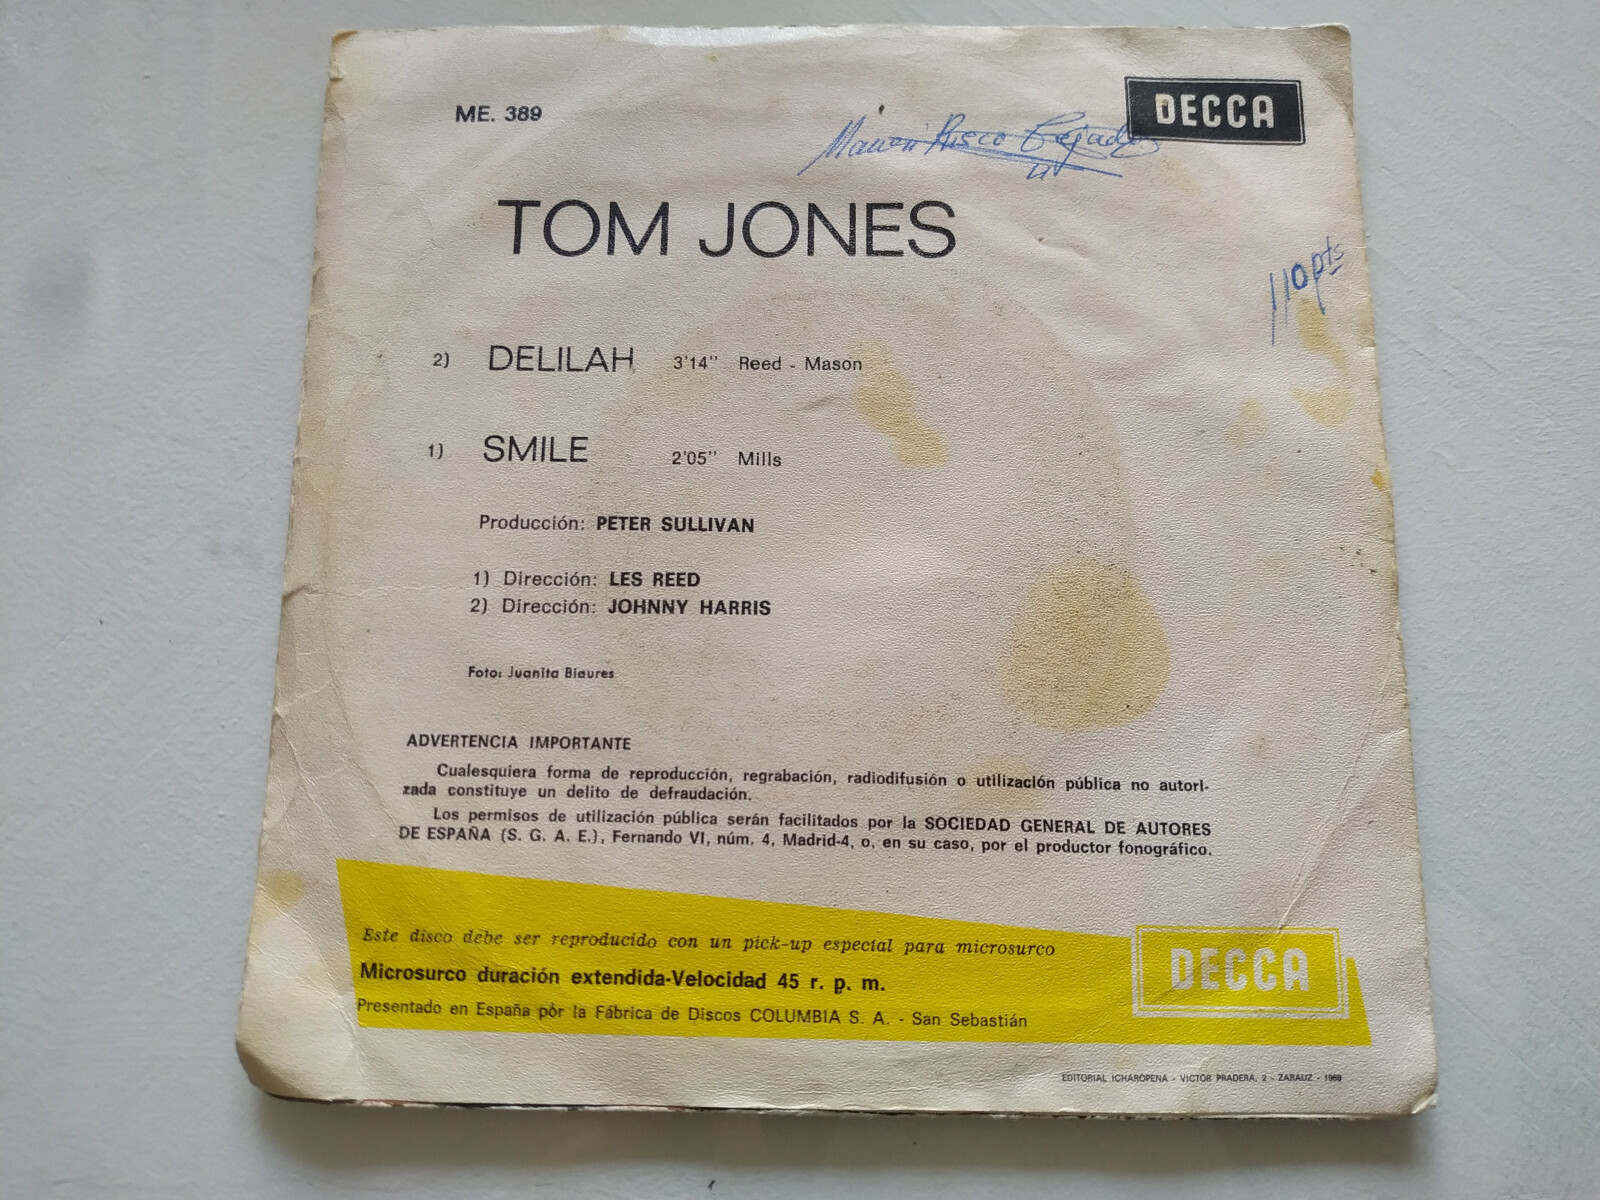 ME. 389
DECCA
TOM JONES
110 pts
2) DELILAH 3'14'' Reed - Mason
1) SMILE 2'05'' Mills
Producción: PETER SULLIVAN
1) Dirección: LES REED
2) Dirección: JOHNNY HARRIS
Foto: Juanita Biaures
ADVERTENCIA IMPORTANTE
Cualesquiera forma de reproducción, regrabación, radiodifusión o utilización pública no autori-
zada constituye un delito de defraudación.
Los permisos de utilización pública serán facilitados por la SOCIEDAD GENERAL DE AUTORES
DE ESPAÑA (S. G. A. E.), Fernando VI, núm. 4, Madrid-4, o, en su caso, por el productor fonográfico.
Este disco debe ser reproducido con un pick-up especial para microsurco
DECCA
Microsurco duración extendida-Velocidad 45 r. p. m.
Presentado en España por la Fábrica de Discos COLUMBIA S. A. - San Sebastián
EDITORIAL ICHAROPENA - VICTOR PRADERA, 2 - ZARAUZ - 1968